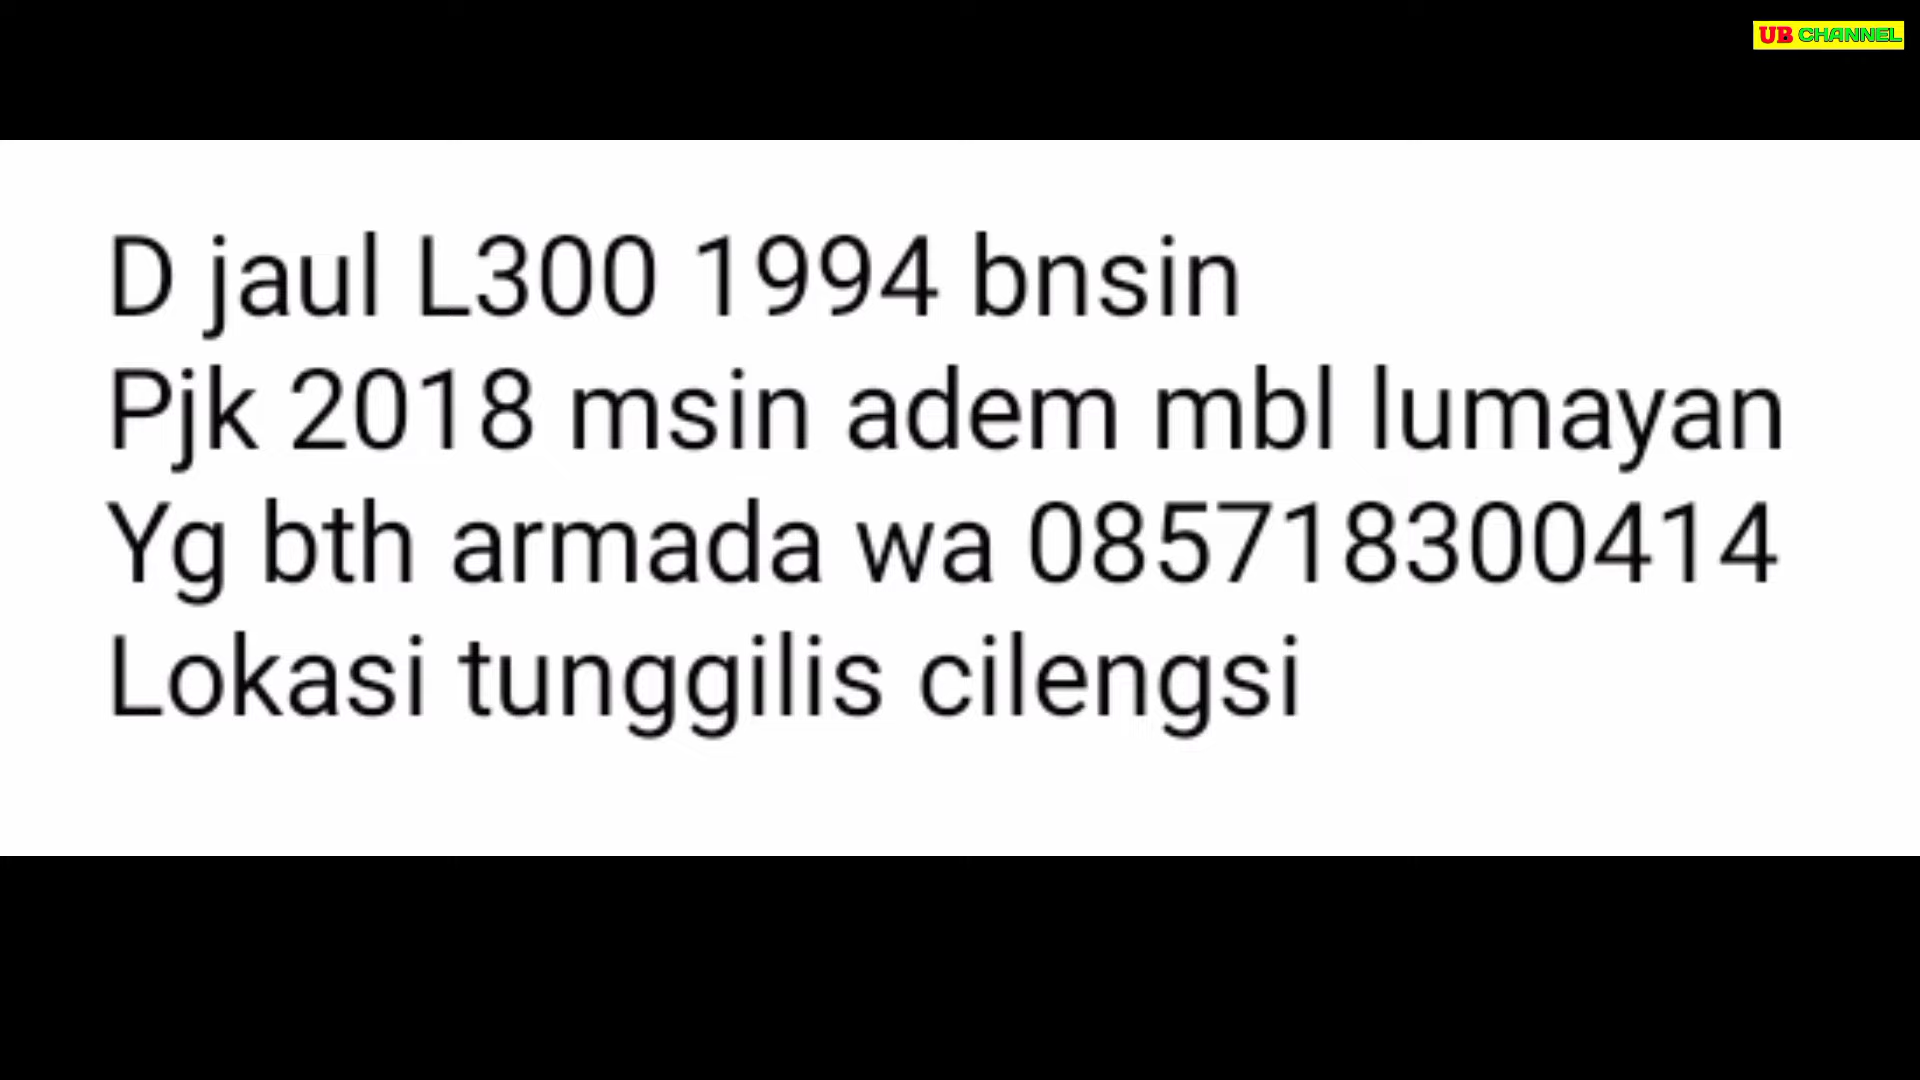 UB CHANNEL
D jaul L300 1994 bnsin
Pjk 2018 msin adem mbl lumayan
Yg bth armada wa 085718300414
Lokasi tunggilis cilengsi